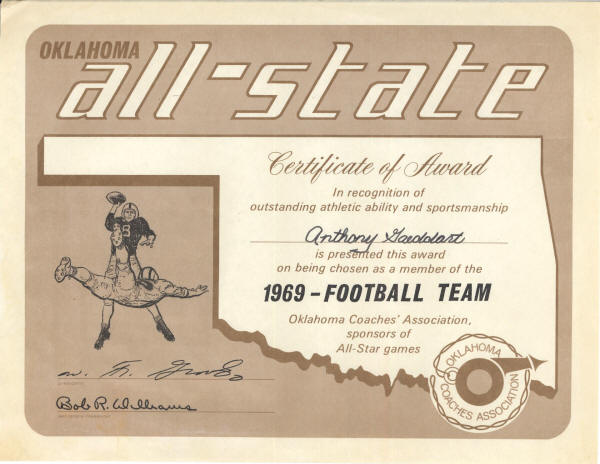 OKLAHOMA
all-state
Certificate of Award
In recognition of
outstanding athletic ability and sportsmanship
Anthony Goddart
is presented this award
on being chosen as a member of the
1969 – FOOTBALL TEAM
Oklahoma Coaches' Association,
sponsors of
All-Star games
OKLAHOMA
COACHES ASSOCIATION
Bob R. Williams